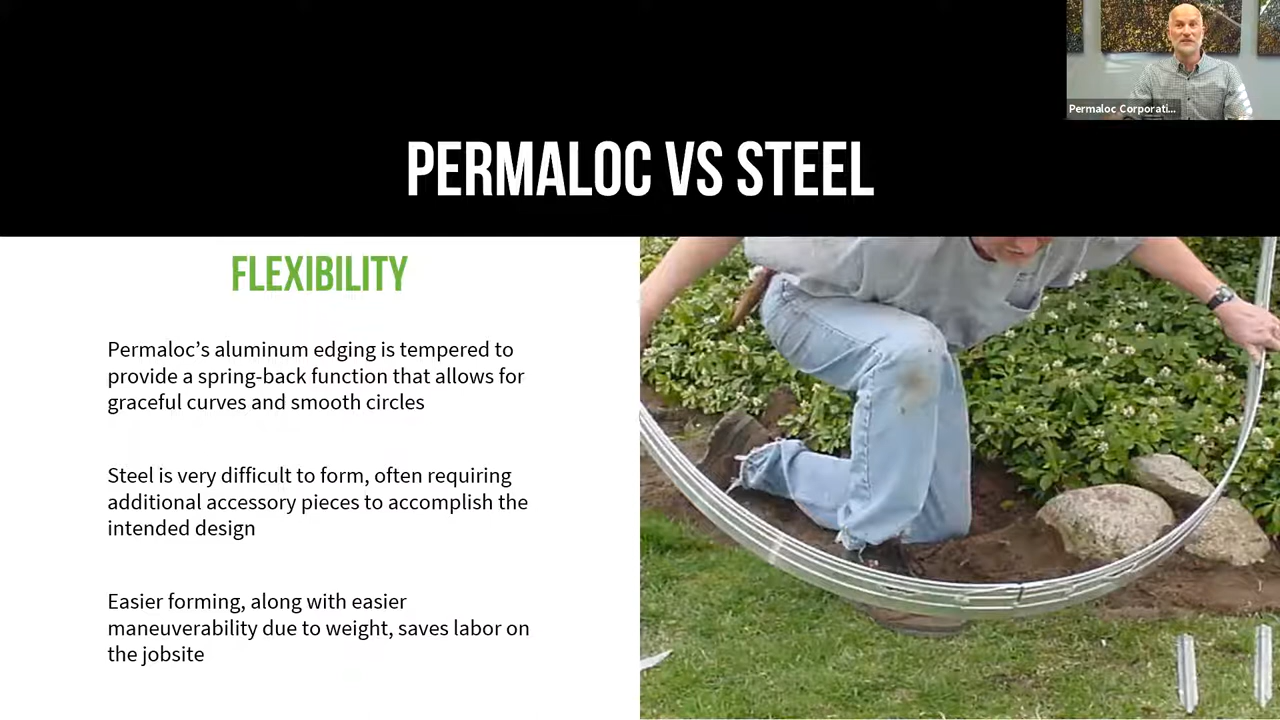 Permaloc Corporati...
PERMALOC VS STEEL
FLEXIBILITY
Permaloc’s aluminum edging is tempered to
provide a spring-back function that allows for
graceful curves and smooth circles
Steel is very difficult to form, often requiring
additional accessory pieces to accomplish the
intended design
Easier forming, along with easier
maneuverability due to weight, saves labor on
the jobsite